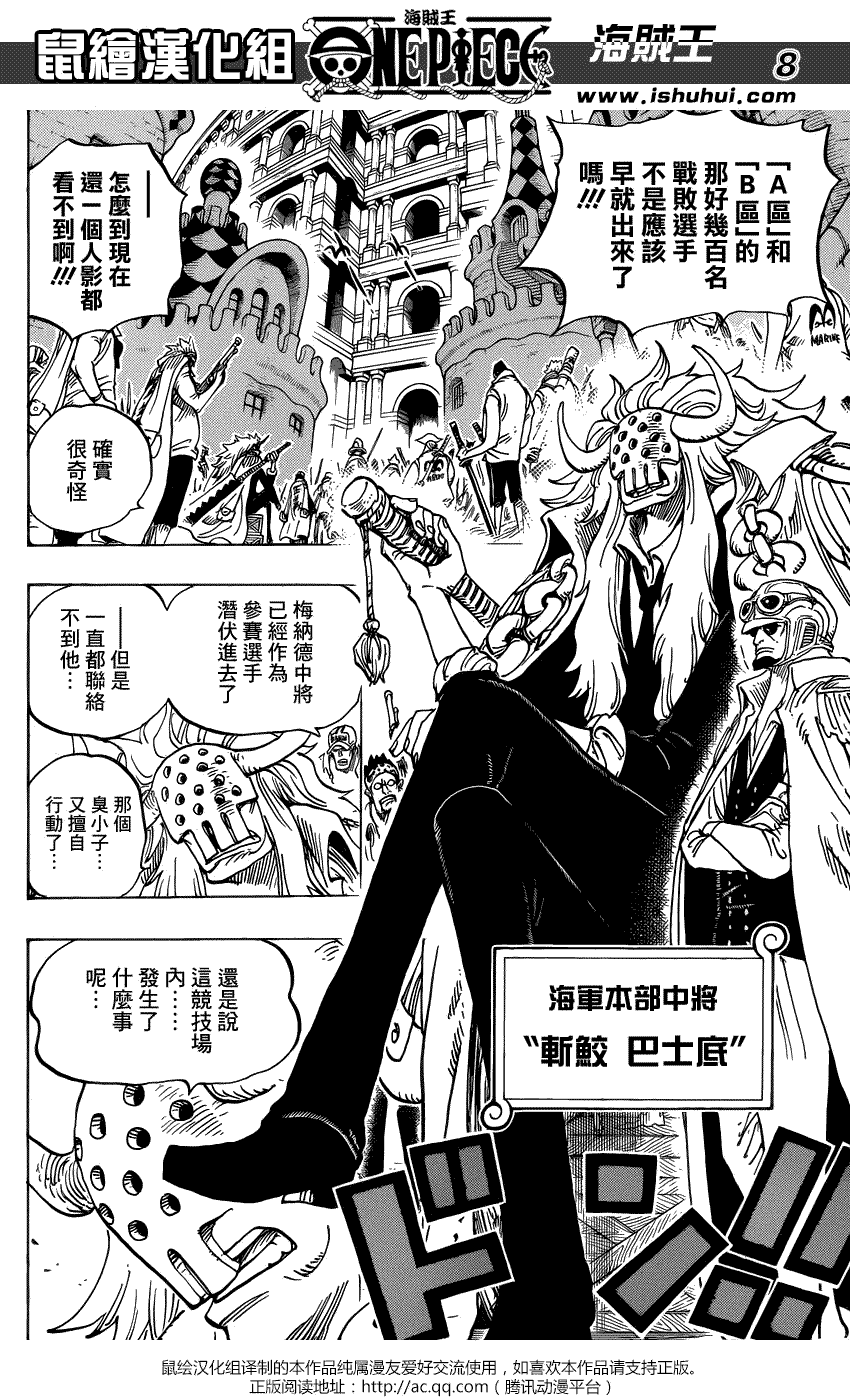 鼠繪漢化組
海賊王
ONE PIECE
海賊王
8
www.ishuhui.com
「A區」和
「B區」的
那好幾百名
戰敗選手
不是應該
早就出來了
嗎!!!
——
怎麼到現在
還一個人影都
看不到啊!!!
MARINE
確實
很奇怪
梅納德中將
已經作為
參賽選手
潛伏進去了
——但是
一直都聯絡
不到他…
那個
臭小子…
又擅自
行動了…
還是說
這競技場
內……
發生了
什麼事
呢…
海軍本部中將
“斬鮫 巴士底”
ドン!!
鼠绘汉化组译制的本作品纯属漫友爱好交流使用，如喜欢本作品请支持正版。
正版阅读地址：http://ac.qq.com（腾讯动漫平台）